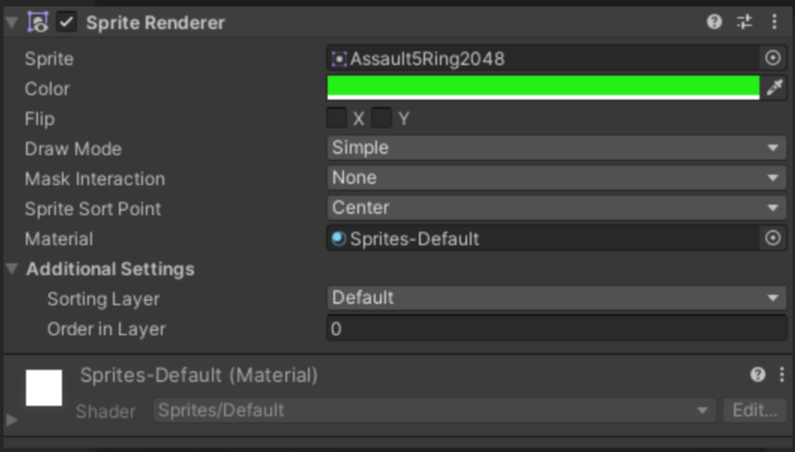 Sprite Renderer
Sprite Assault5Ring2048
Color
Flip X Y
Draw Mode Simple
Mask Interaction None
Sprite Sort Point Center
Material Sprites-Default
Additional Settings
Sorting Layer Default
Order in Layer 0
Sprites-Default (Material)
Shader Sprites/Default Edit...